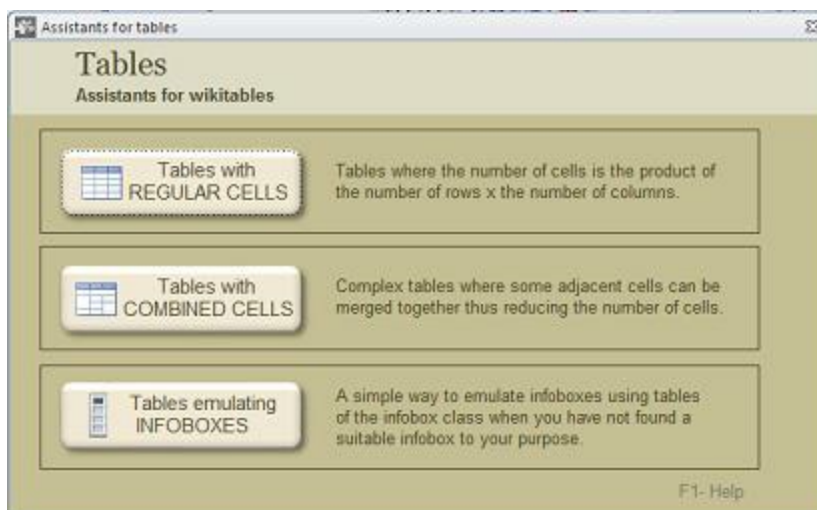 Assistants for tables
Tables
Assistants for wikitables
Tables with
REGULAR CELLS
Tables where the number of cells is the product of
the number of rows x the number of columns.
Tables with
COMBINED CELLS
Complex tables where some adjacent cells can be
merged together thus reducing the number of cells.
Tables emulating
INFOBOXES
A simple way to emulate infoboxes using tables
of the infobox class when you have not found a
suitable infobox to your purpose.
F1- Help